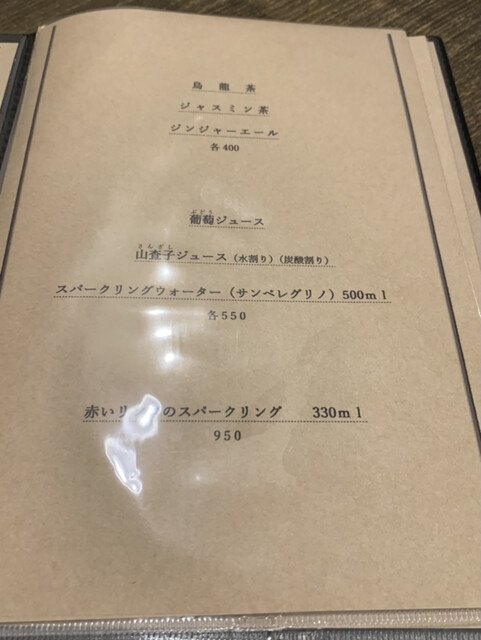 烏龍茶
ジャスミン茶
ジンジャーエール
各400
ぶどう
葡萄ジュース
さんざし
山査子ジュース（水割り）（炭酸割り）
スパークリングウォーター（サンペレグリノ）500ml
各550
赤いリ のスパークリング 330ml
950